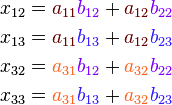 x₁₂ = a₁₁b₁₂ + a₁₂b₂₂
x₁₃ = a₁₁b₁₃ + a₁₂b₂₃
x₃₂ = a₃₁b₁₂ + a₃₂b₂₂
x₃₃ = a₃₁b₁₃ + a₃₂b₂₃